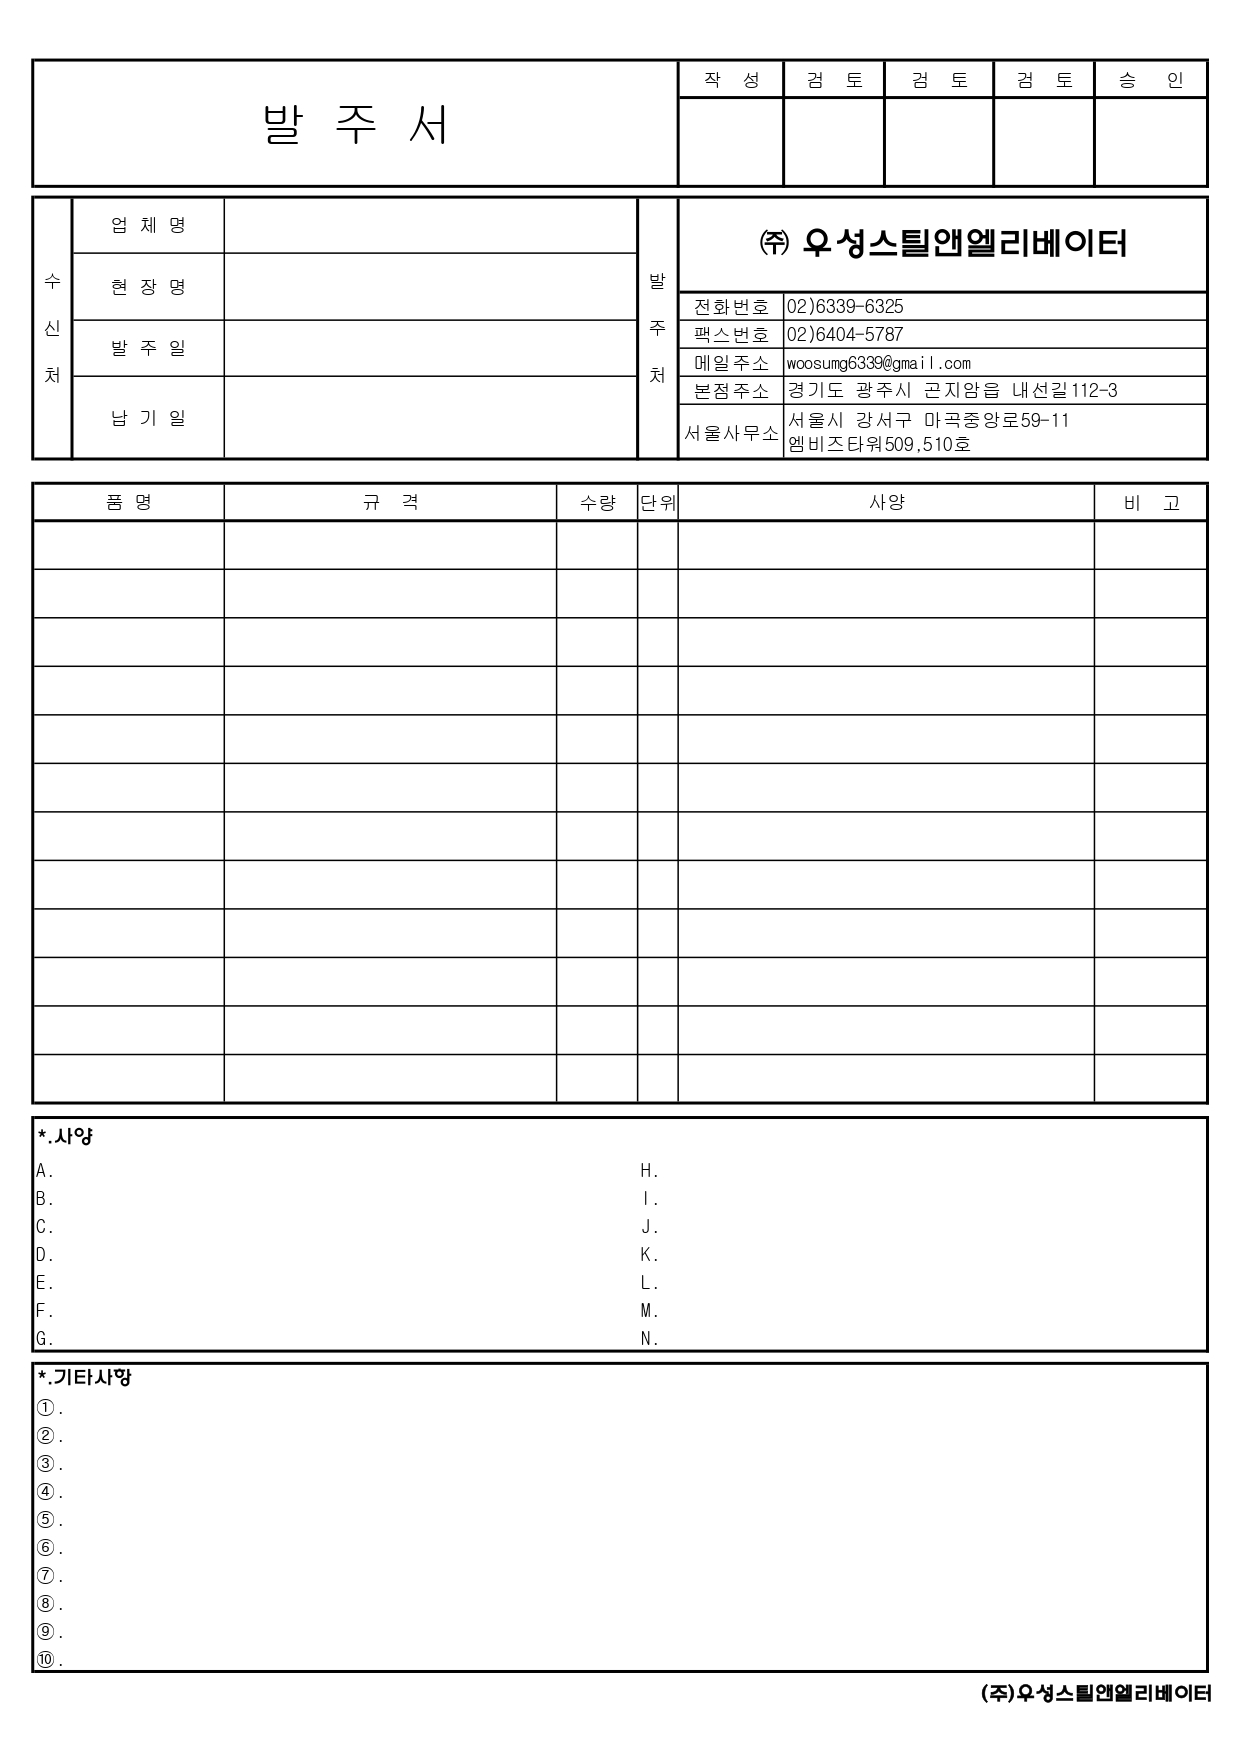 발 주 서
작 성 검 토 검 토 검 토 승 인
수 신 처
업 체 명
현 장 명
발 주 일
납 기 일
발 주 처
㈜ 우성스틸앤엘리베이터
전화번호 02)6339-6325
팩스번호 02)6404-5787
메일주소 woosumg6339@gmail.com
본점주소 경기도 광주시 곤지암읍 내선길112-3
서울사무소 서울시 강서구 마곡중앙로59-11
엠비즈타워509,510호
품 명 규 격 수량 단위 사양 비 고
*.사양
A. H.
B. I.
C. J.
D. K.
E. L.
F. M.
G. N.
*.기타사항
①.
②.
③.
④.
⑤.
⑥.
⑦.
⑧.
⑨.
⑩.
(주)우성스틸앤엘리베이터